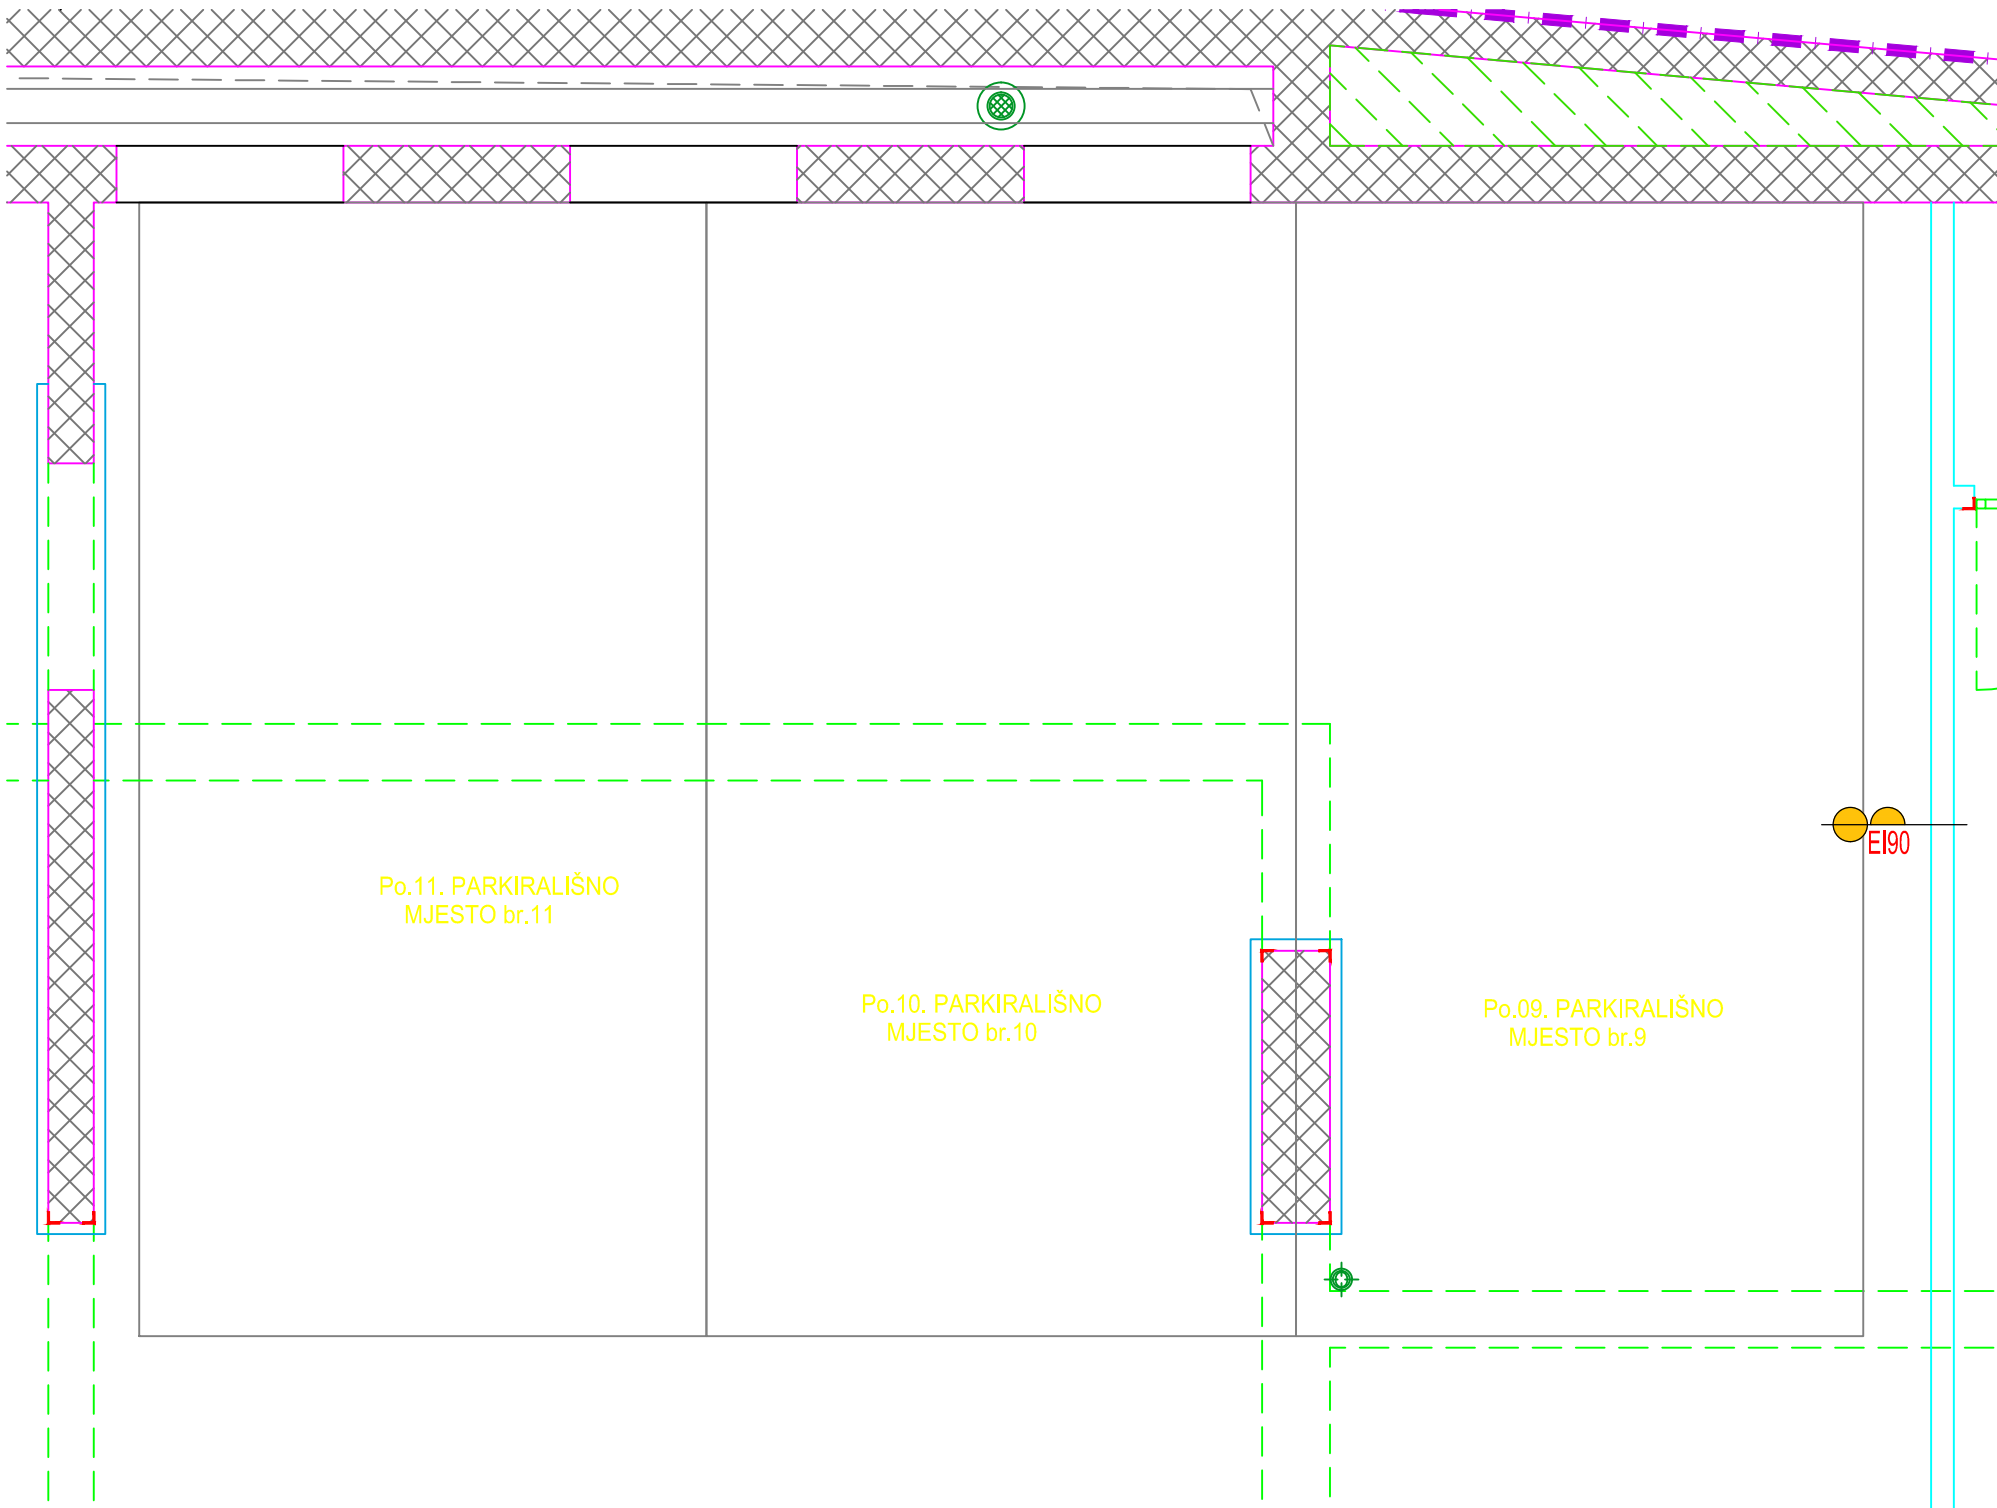 Po.11. PARKIRALIŠNO
MJESTO br.11
Po.10. PARKIRALIŠNO
MJESTO br.10
Po.09. PARKIRALIŠNO
MJESTO br.9
EI90